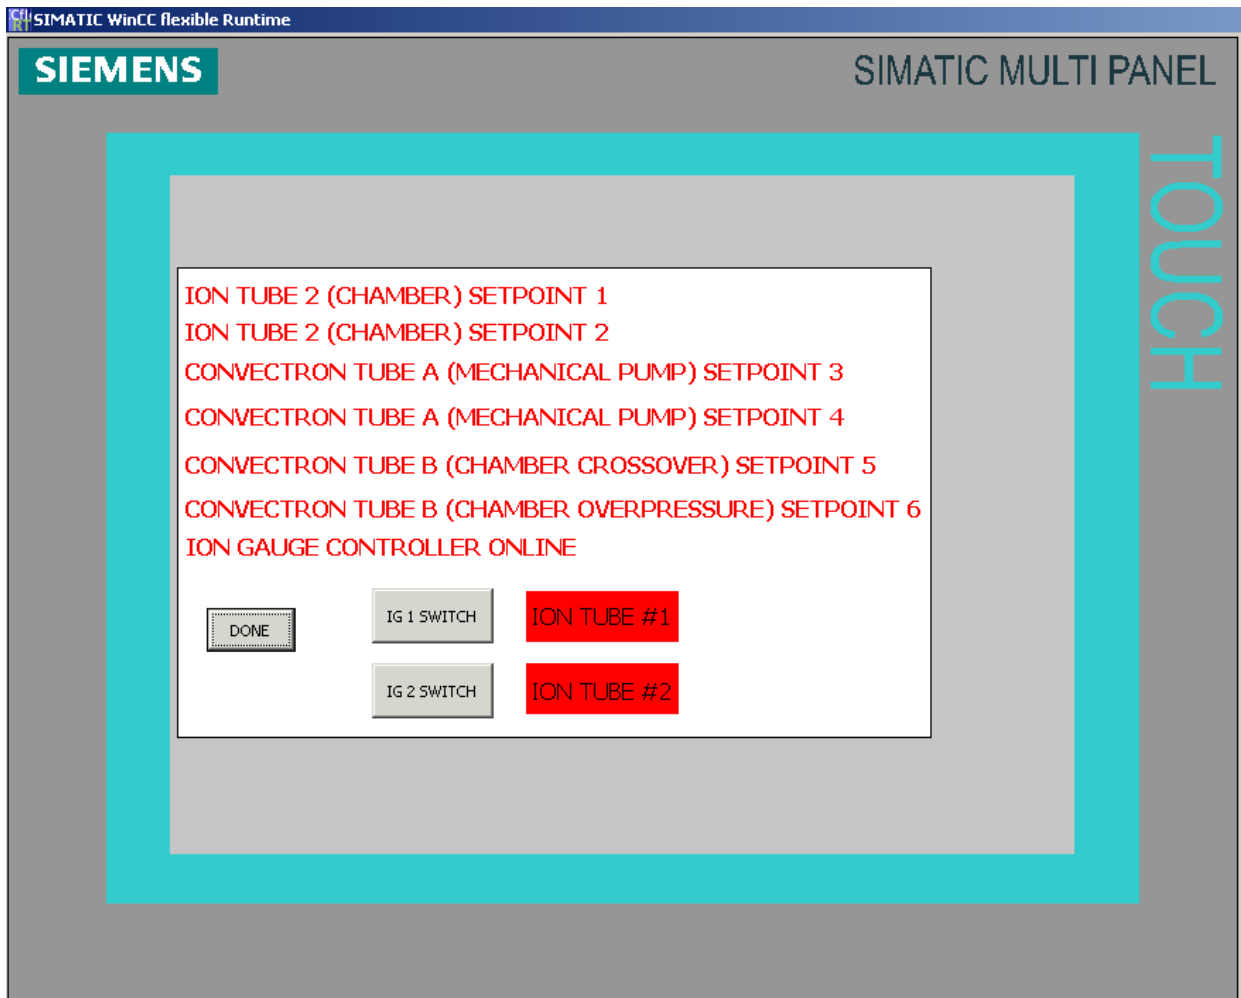 SIMATIC WinCC flexible Runtime
SIEMENS
SIMATIC MULTI PANEL
TOUCH
ION TUBE 2 (CHAMBER) SETPOINT 1
ION TUBE 2 (CHAMBER) SETPOINT 2
CONVECTRON TUBE A (MECHANICAL PUMP) SETPOINT 3
CONVECTRON TUBE A (MECHANICAL PUMP) SETPOINT 4
CONVECTRON TUBE B (CHAMBER CROSSOVER) SETPOINT 5
CONVECTRON TUBE B (CHAMBER OVERPRESSURE) SETPOINT 6
ION GAUGE CONTROLLER ONLINE
DONE
IG 1 SWITCH
ION TUBE #1
IG 2 SWITCH
ION TUBE #2